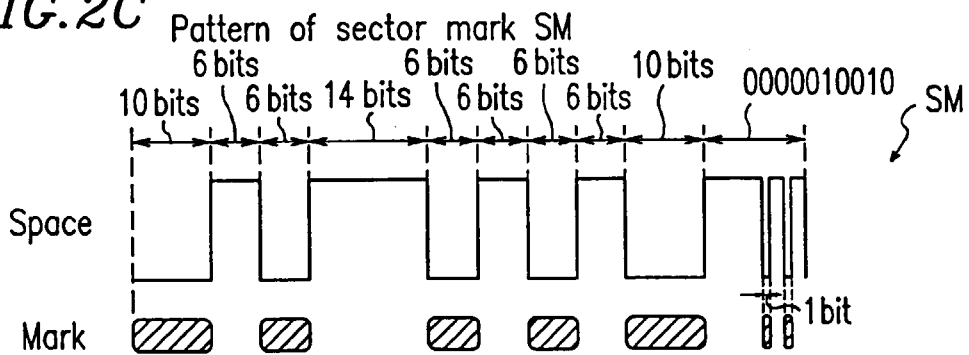 IG. 2C
Pattern of sector mark SM
6 bits 6 bits 6 bits 10 bits 0000010010
10 bits 6 bits 14 bits 6 bits 6 bits
SM
Space
1 bit
Mark